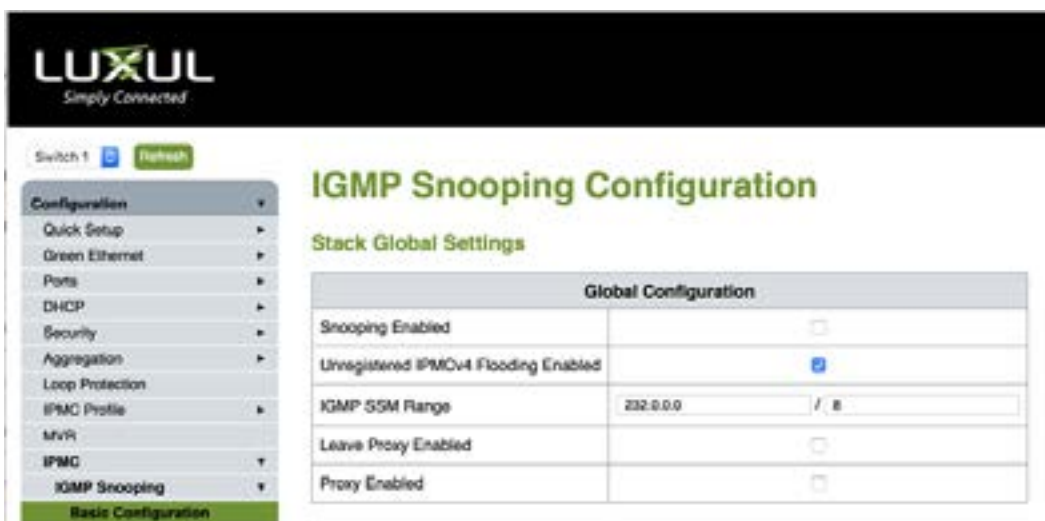 LUXUL
Simply Connected
Switch 1 Refresh
Configuration
Quick Setup
Green Ethernet
Ports
DHCP
Security
Aggregation
Loop Protection
IPMC Profile
MVR
IPMC
IGMP Snooping
Basic Configuration
IGMP Snooping Configuration
Stack Global Settings
Global Configuration
Snooping Enabled
Unregistered IPMCv4 Flooding Enabled
IGMP SSM Range 232.0.0.0 / 8
Leave Proxy Enabled
Proxy Enabled